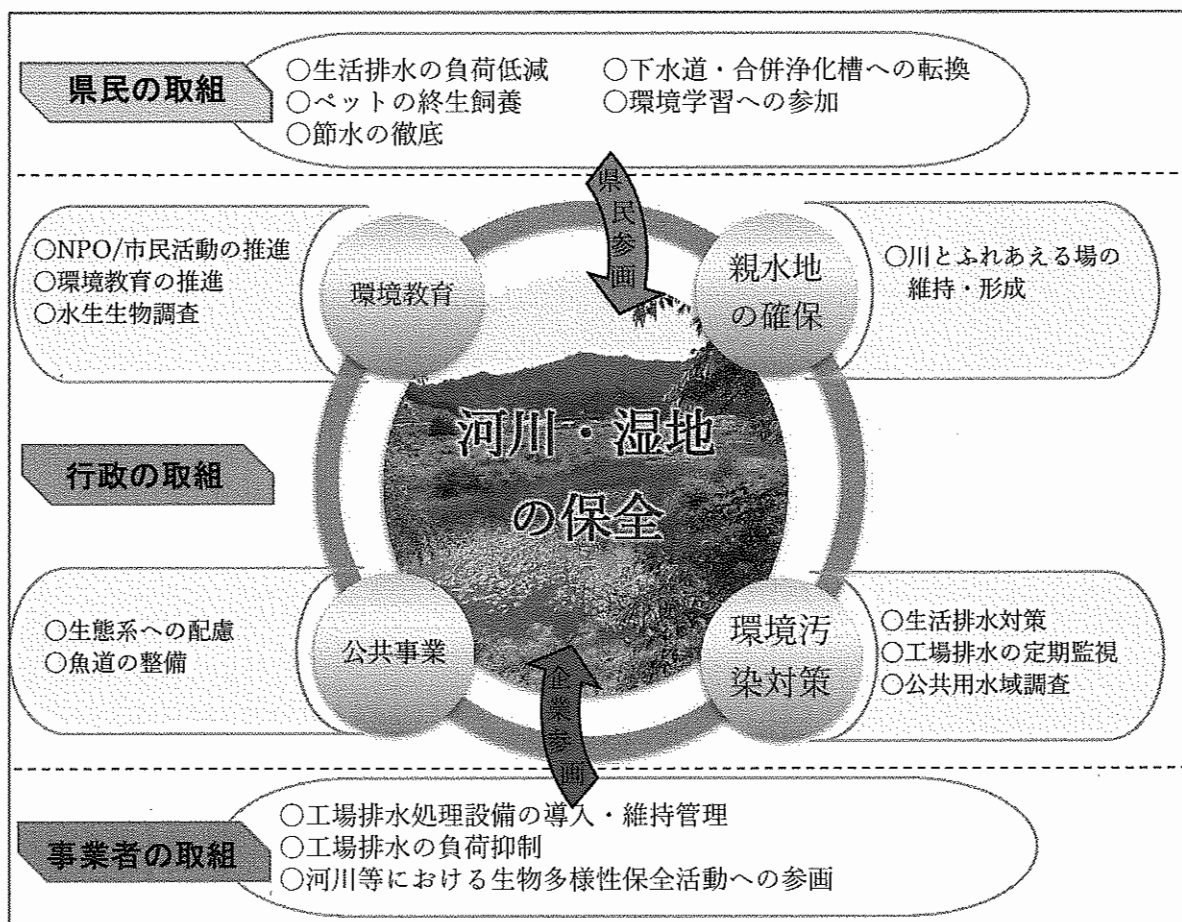 県民の取組
○生活排水の負荷低減
○ペットの終生飼養
○節水の徹底
○下水道・合併浄化槽への転換
○環境学習への参加
県民参画
○NPO/市民活動の推進
○環境教育の推進
○水生生物調査
環境教育
親水地
の確保
○川とふれあえる場の
維持・形成
行政の取組
河川・湿地
の保全
○生態系への配慮
○魚道の整備
公共事業
環境汚
染対策
○生活排水対策
○工場排水の定期監視
○公共用水域調査
企業参画
事業者の取組
○工場排水処理設備の導入・維持管理
○工場排水の負荷抑制
○河川等における生物多様性保全活動への参画